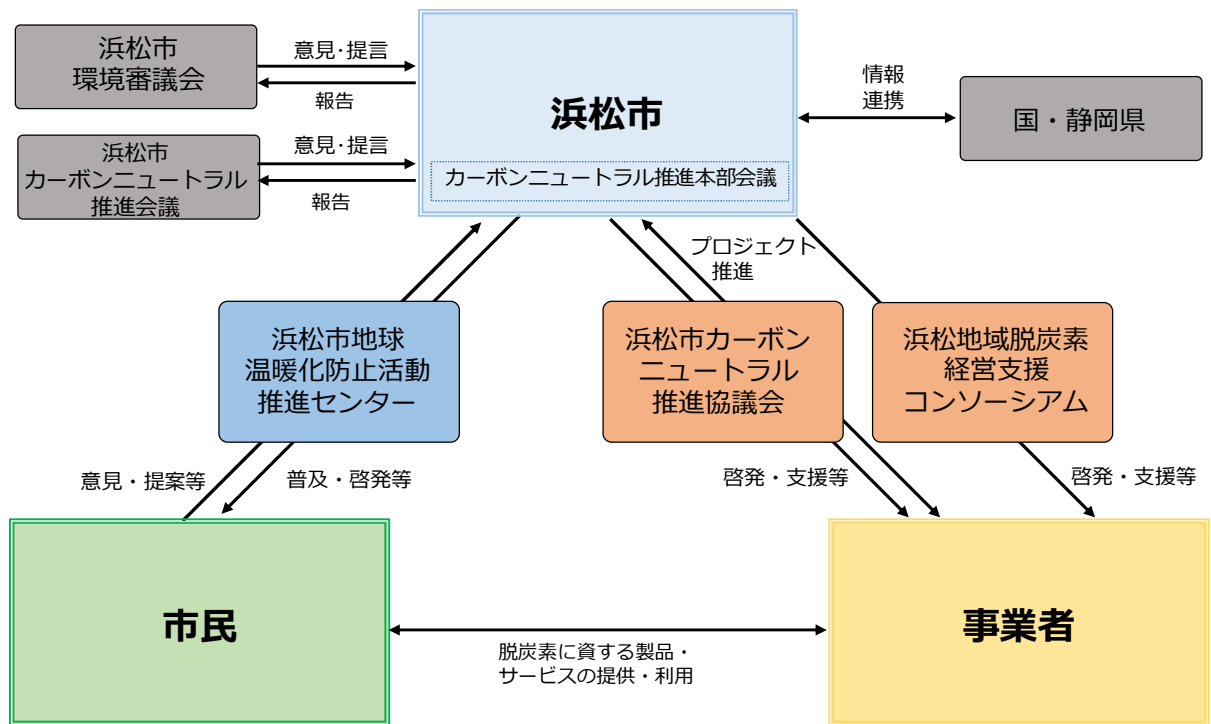 浜松市
環境審議会
意見･提言
報告
浜松市
カーボンニュートラル
推進会議
意見･提言
報告
浜松市
カーボンニュートラル推進本部会議
情報
連携
国・静岡県
プロジェクト
推進
浜松市地球
温暖化防止活動
推進センター
浜松市カーボン
ニュートラル
推進協議会
浜松地域脱炭素
経営支援
コンソーシアム
意見・提案等
普及・啓発等
啓発・支援等
啓発・支援等
市民
事業者
脱炭素に資する製品・
サービスの提供・利用